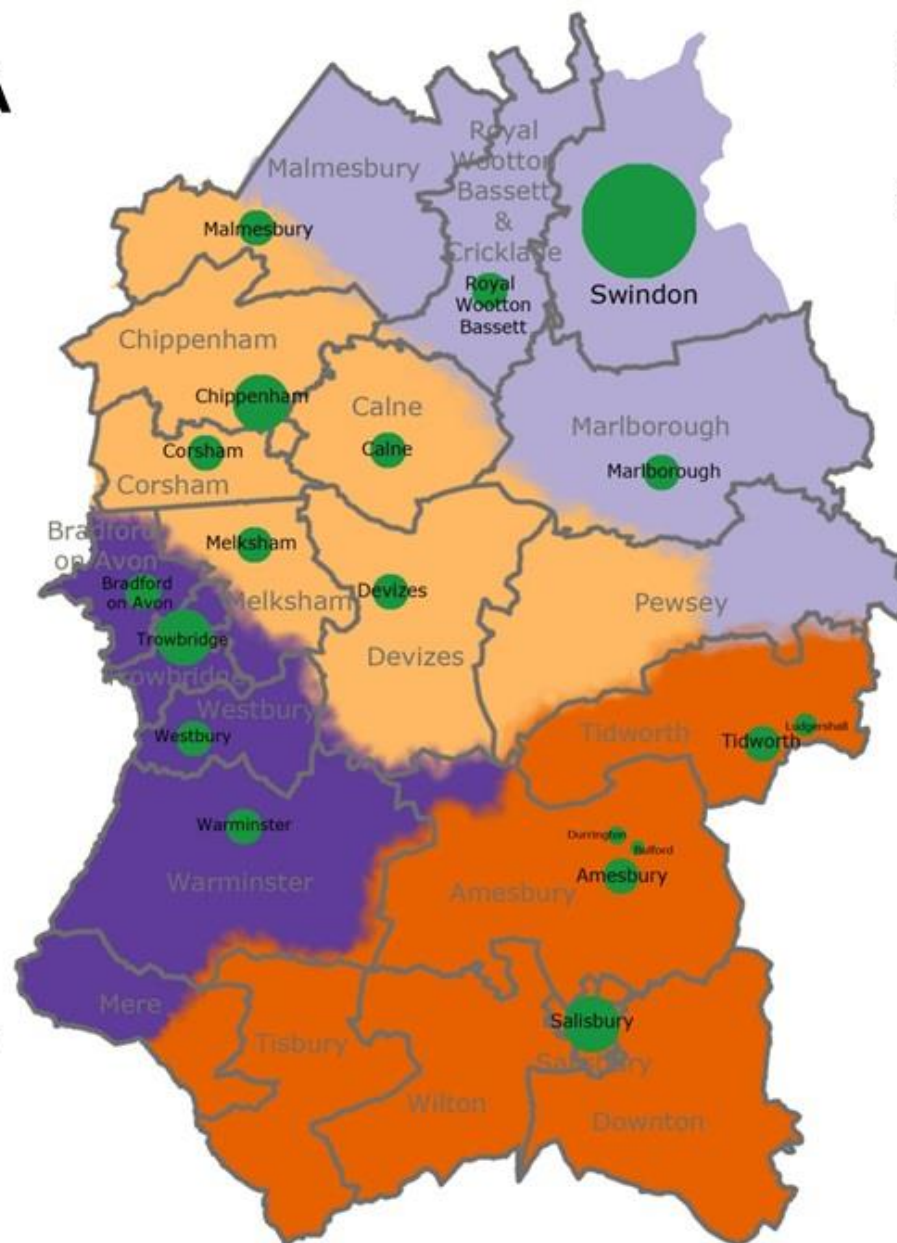 Royal
Wootton
Bassett
&
Cricklade
Malmesbury
Malmesbury
Royal
Wootton
Bassett
Swindon
Chippenham
Chippenham
Calne
Calne
Corsham
Corsham
Marlborough
Marlborough
Bradford
on Avon
Melksham
Bradford
on Avon
Melksham
Devizes
Devizes
Pewsey
Trowbridge
Trowbridge
Westbury
Westbury
Tidworth
Tidworth
Ludgershall
Warminster
Warminster
Durrington
Bulford
Amesbury
Amesbury
Mere
Tisbury
Salisbury
Salisbury
Wilton
Downton